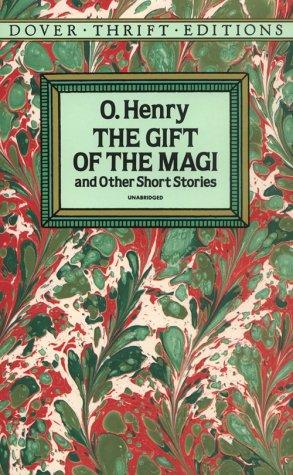 DOVER · THRIFT · EDITIONS
O. Henry
THE GIFT
OF THE MAGI
and Other Short Stories
UNABRIDGED